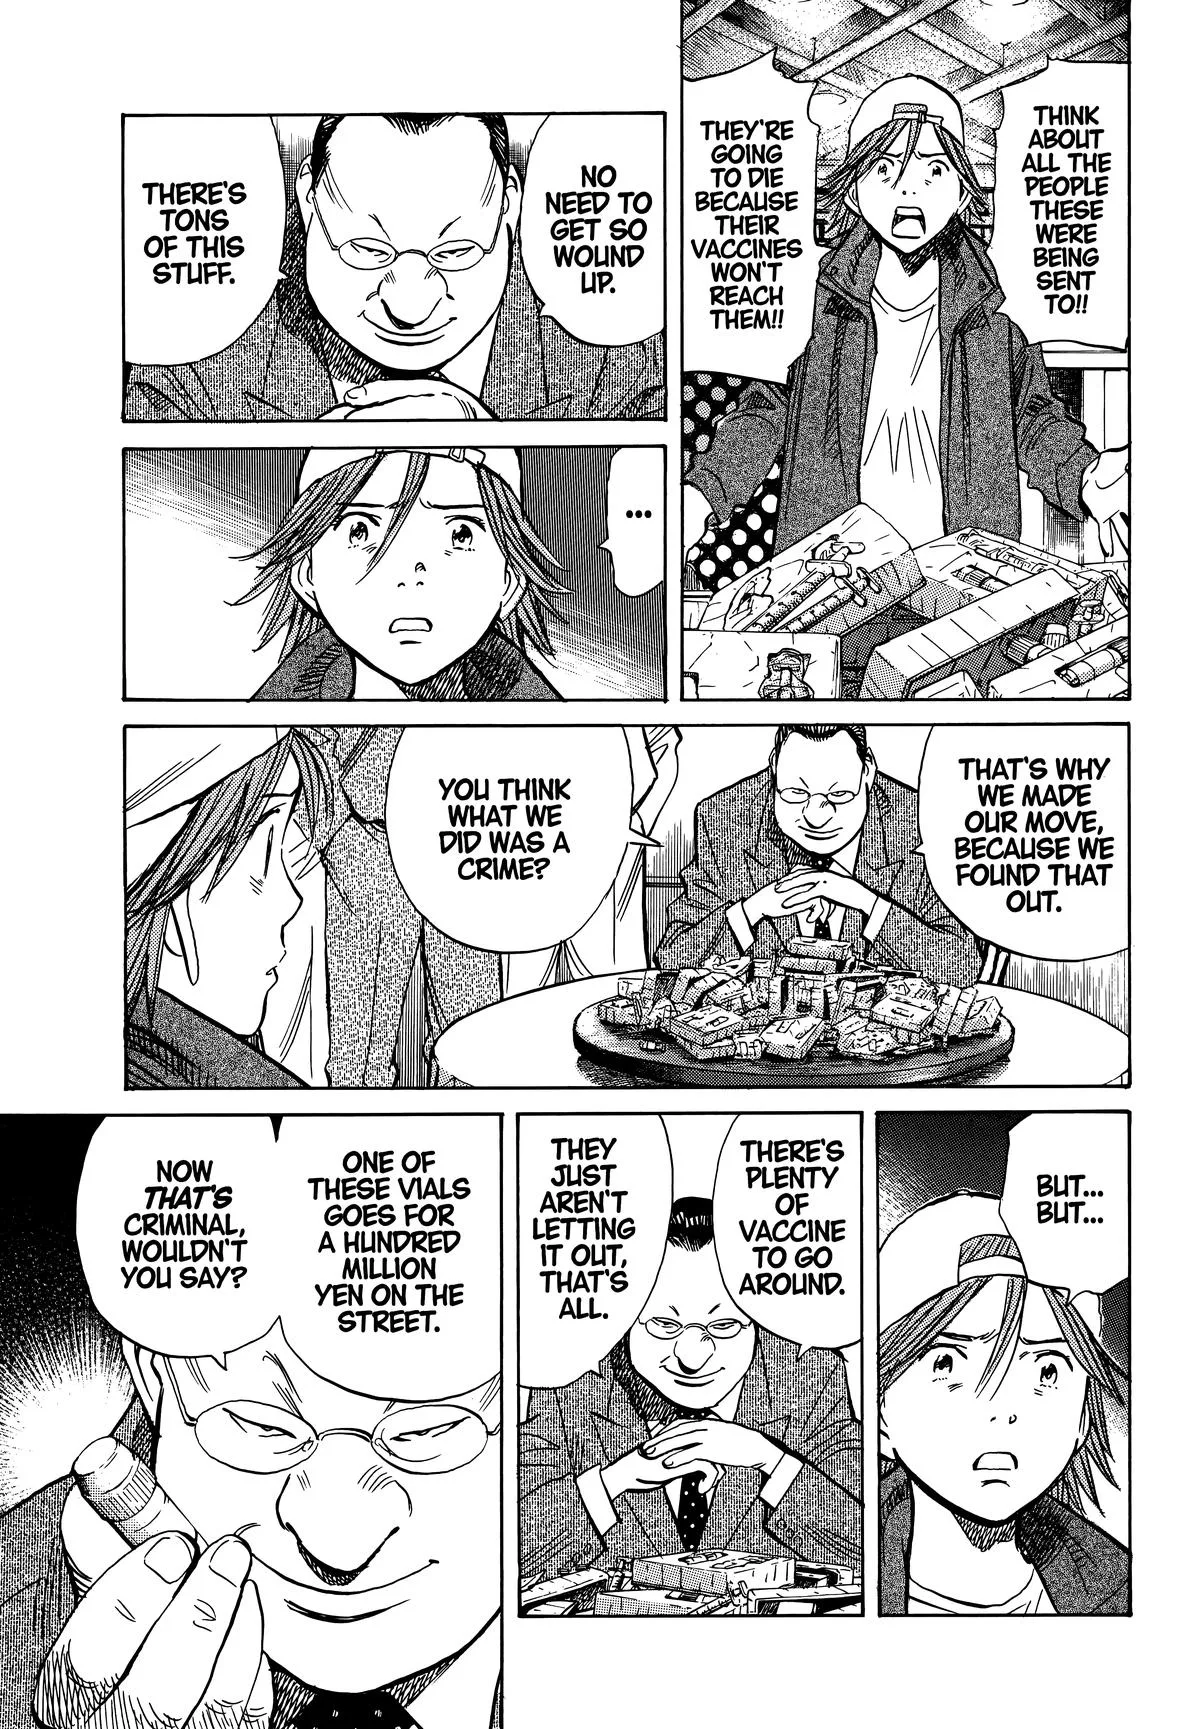 THINK
ABOUT
ALL THE
PEOPLE
THESE
WERE
BEING
SENT
TO!!
THEY'RE
GOING
TO DIE
BECAUSE
THEIR
VACCINES
WON'T
REACH
THEM!!
NO
NEED TO
GET SO
WOUND
UP.
THERE'S
TONS
OF THIS
STUFF.
...
THAT'S WHY
WE MADE
OUR MOVE,
BECAUSE WE
FOUND THAT
OUT.
YOU THINK
WHAT WE
DID WAS A
CRIME?
BUT...
BUT...
THERE'S
PLENTY
OF
VACCINE
TO GO
AROUND.
THEY
JUST
AREN'T
LETTING
IT OUT,
THAT'S
ALL.
ONE OF
THESE VIALS
GOES FOR
A HUNDRED
MILLION
YEN ON THE
STREET.
NOW
THAT'S
CRIMINAL,
WOULDN'T
YOU SAY?